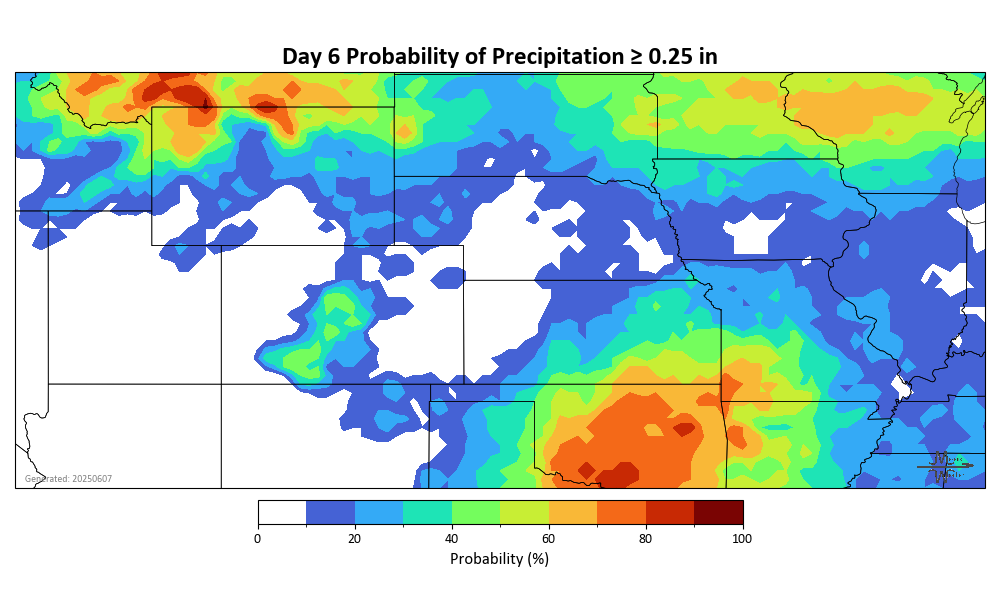 Day 6 Probability of Precipitation ≥ 0.25 in
Generated: 20250607
0 20 40 60 80 100
Probability (%)